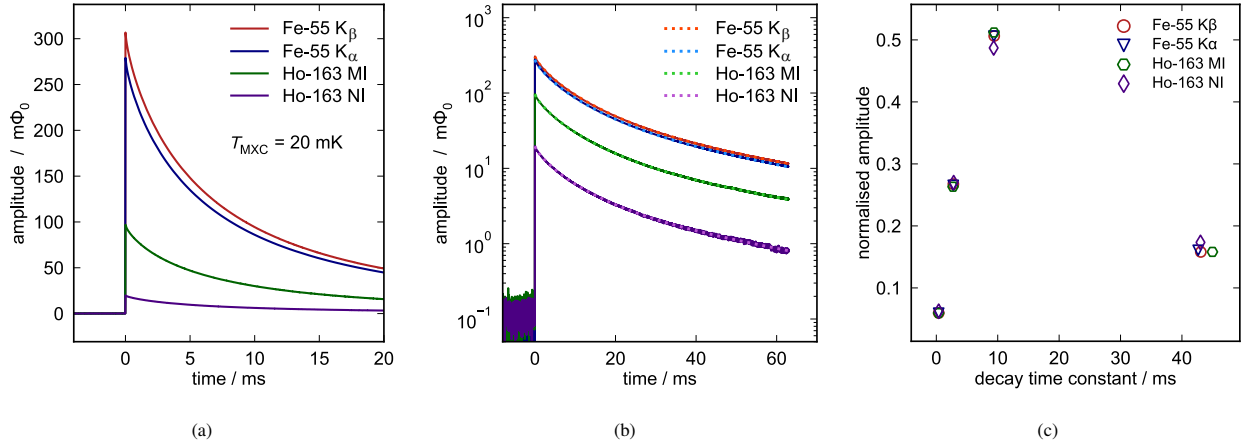 300
250
200
150
100
50
0
amplitude / mΦ₀
Fe-55 Kβ
Fe-55 Kα
Ho-163 MI
Ho-163 NI
T_MXC = 20 mK
0 5 10 15 20
time / ms
(a)
10³
10²
10¹
10⁰
10⁻¹
amplitude / mΦ₀
Fe-55 Kβ
Fe-55 Kα
Ho-163 MI
Ho-163 NI
0 20 40 60
time / ms
(b)
0.5
0.4
0.3
0.2
0.1
normalised amplitude
Fe-55 Kβ
Fe-55 Kα
Ho-163 MI
Ho-163 NI
0 10 20 30 40
decay time constant / ms
(c)